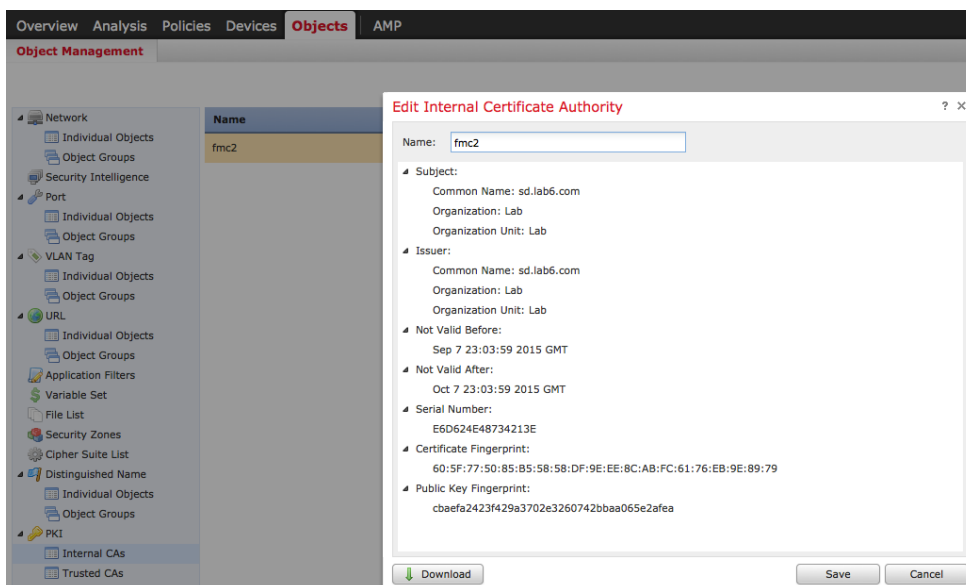 Overview Analysis Policies Devices Objects AMP
Object Management
Network
Individual Objects
Object Groups
Security Intelligence
Port
Individual Objects
Object Groups
VLAN Tag
Individual Objects
Object Groups
URL
Individual Objects
Object Groups
Application Filters
Variable Set
File List
Security Zones
Cipher Suite List
Distinguished Name
Individual Objects
Object Groups
PKI
Internal CAs
Trusted CAs
Name
fmc2
Edit Internal Certificate Authority ? X
Name: fmc2
Subject:
Common Name: sd.lab6.com
Organization: Lab
Organization Unit: Lab
Issuer:
Common Name: sd.lab6.com
Organization: Lab
Organization Unit: Lab
Not Valid Before:
Sep 7 23:03:59 2015 GMT
Not Valid After:
Oct 7 23:03:59 2015 GMT
Serial Number:
E6D624E48734213E
Certificate Fingerprint:
60:5F:77:50:85:B5:58:58:DF:9E:EE:8C:AB:FC:61:76:EB:9E:89:79
Public Key Fingerprint:
cbaefa2423f429a3702e3260742bbaa065e2afea
Download Save Cancel